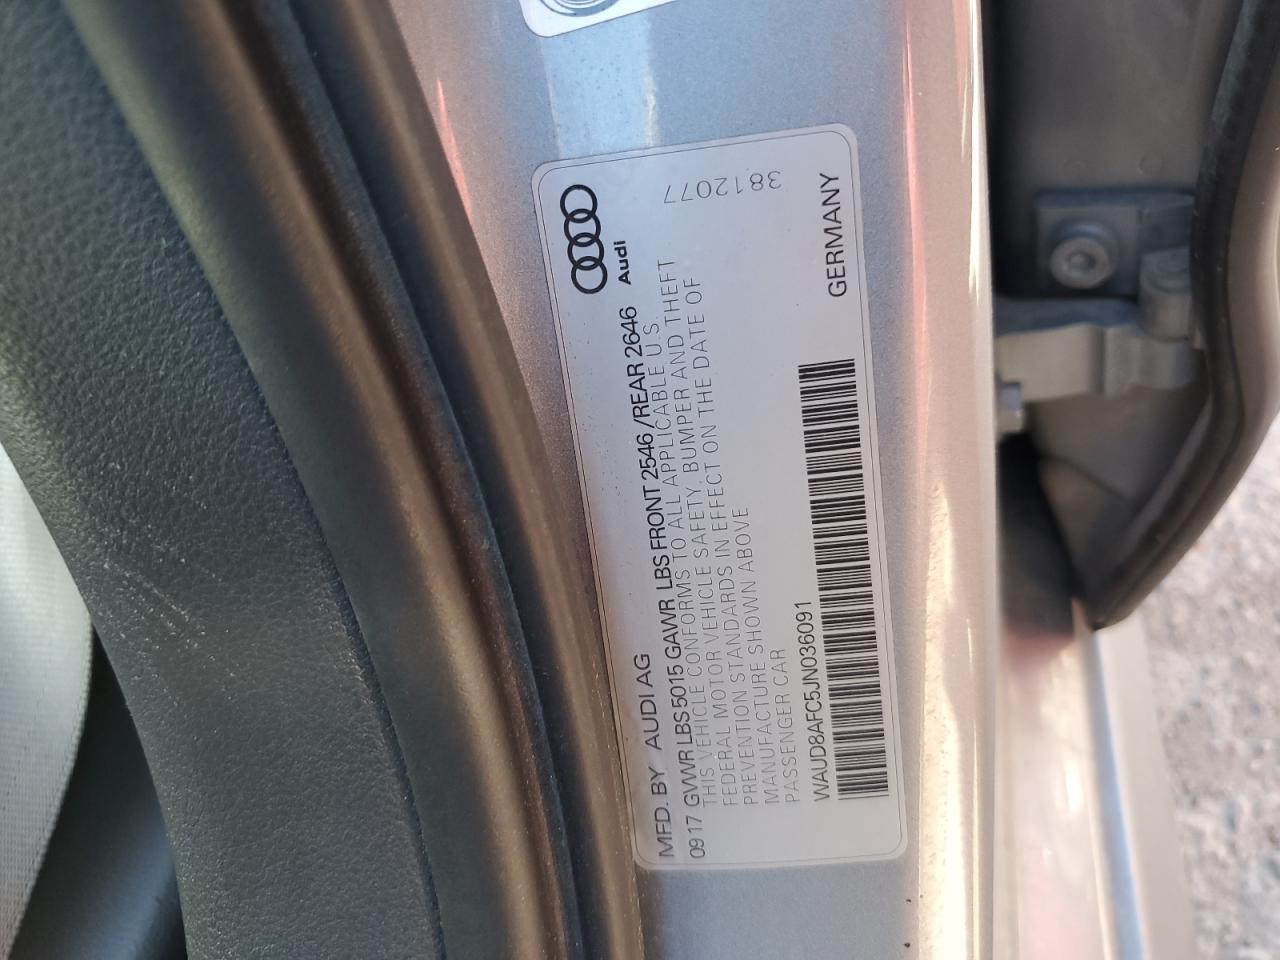 Audi
MFD. BY AUDI AG
09 17 GVWR LBS 5015 GAWR LBS FRONT 2546 /REAR 2646
THIS VEHICLE CONFORMS TO ALL APPLICABLE U.S.
FEDERAL MOTOR VEHICLE SAFETY, BUMPER AND THEFT
PREVENTION STANDARDS IN EFFECT ON THE DATE OF
MANUFACTURE SHOWN ABOVE
PASSENGER CAR
WAUD8AFC5JN036091
GERMANY
3812077